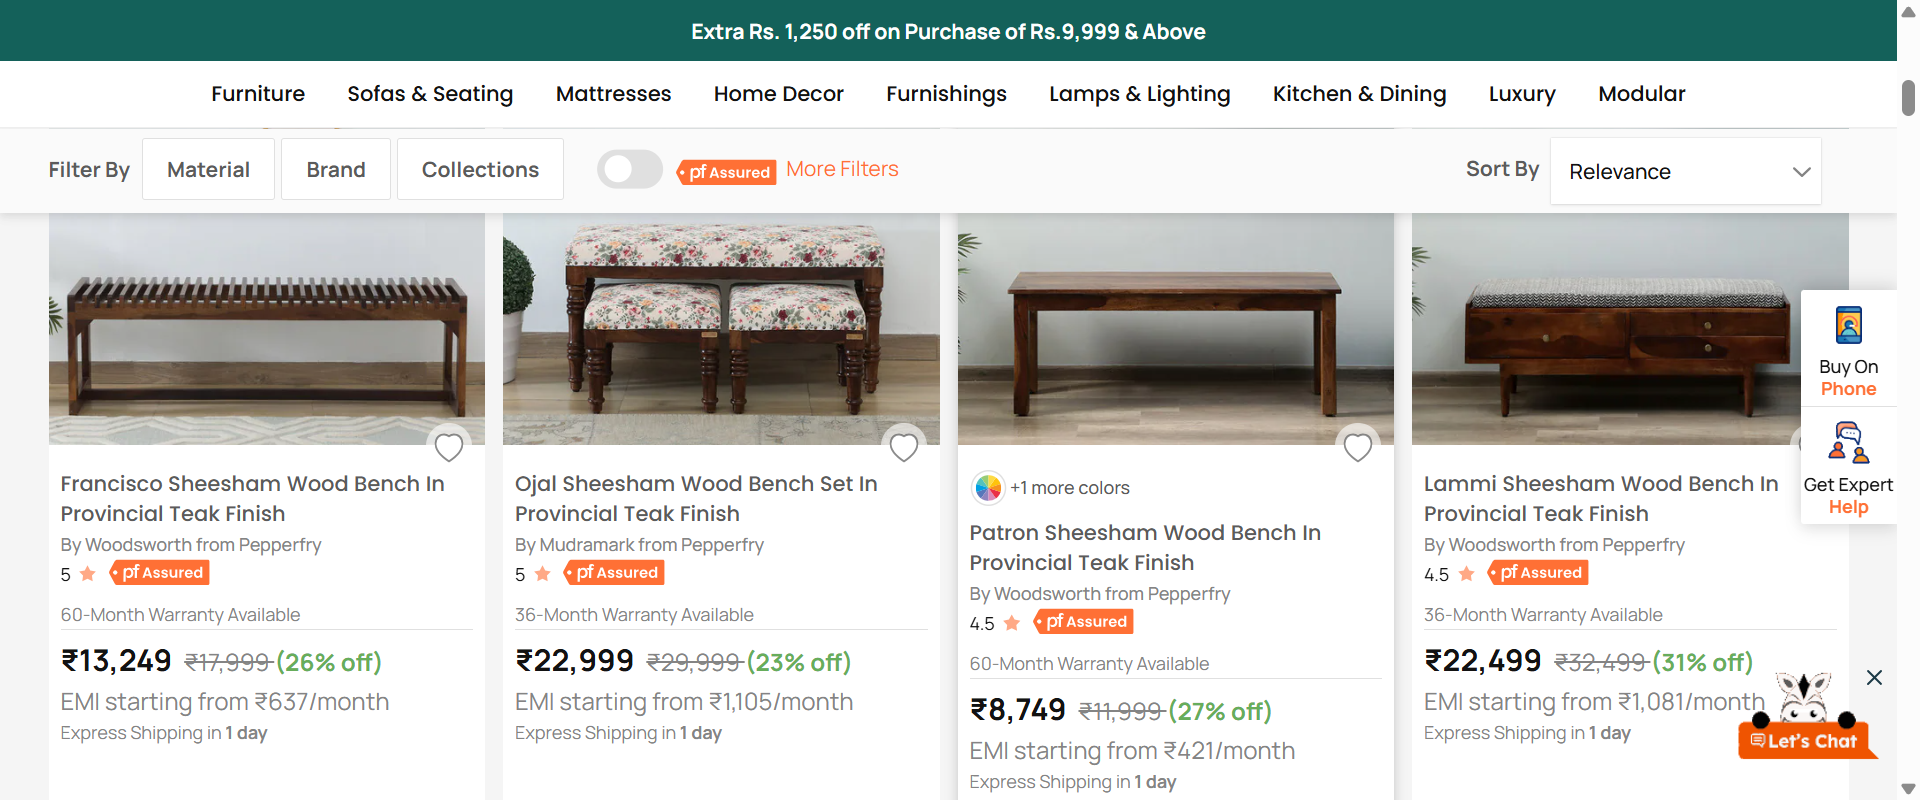 Extra Rs. 1,250 off on Purchase of Rs.9,999 & Above
Furniture Sofas & Seating Mattresses Home Decor Furnishings Lamps & Lighting Kitchen & Dining Luxury Modular
Filter By Material Brand Collections pf Assured More Filters Sort By Relevance
Buy On
Phone
Get Expert
Help
Francisco Sheesham Wood Bench In
Provincial Teak Finish
By Woodsworth from Pepperfry
5 pf Assured
60-Month Warranty Available
₹13,249 ₹17,999 (26% off)
EMI starting from ₹637/month
Express Shipping in 1 day
Ojal Sheesham Wood Bench Set In
Provincial Teak Finish
By Mudramark from Pepperfry
5 pf Assured
36-Month Warranty Available
₹22,999 ₹29,999 (23% off)
EMI starting from ₹1,105/month
Express Shipping in 1 day
+1 more colors
Patron Sheesham Wood Bench In
Provincial Teak Finish
By Woodsworth from Pepperfry
4.5 pf Assured
60-Month Warranty Available
₹8,749 ₹11,999 (27% off)
EMI starting from ₹421/month
Express Shipping in 1 day
Lammi Sheesham Wood Bench In
Provincial Teak Finish
By Woodsworth from Pepperfry
4.5 pf Assured
36-Month Warranty Available
₹22,499 ₹32,499 (31% off)
EMI starting from ₹1,081/month
Express Shipping in 1 day
Let's Chat